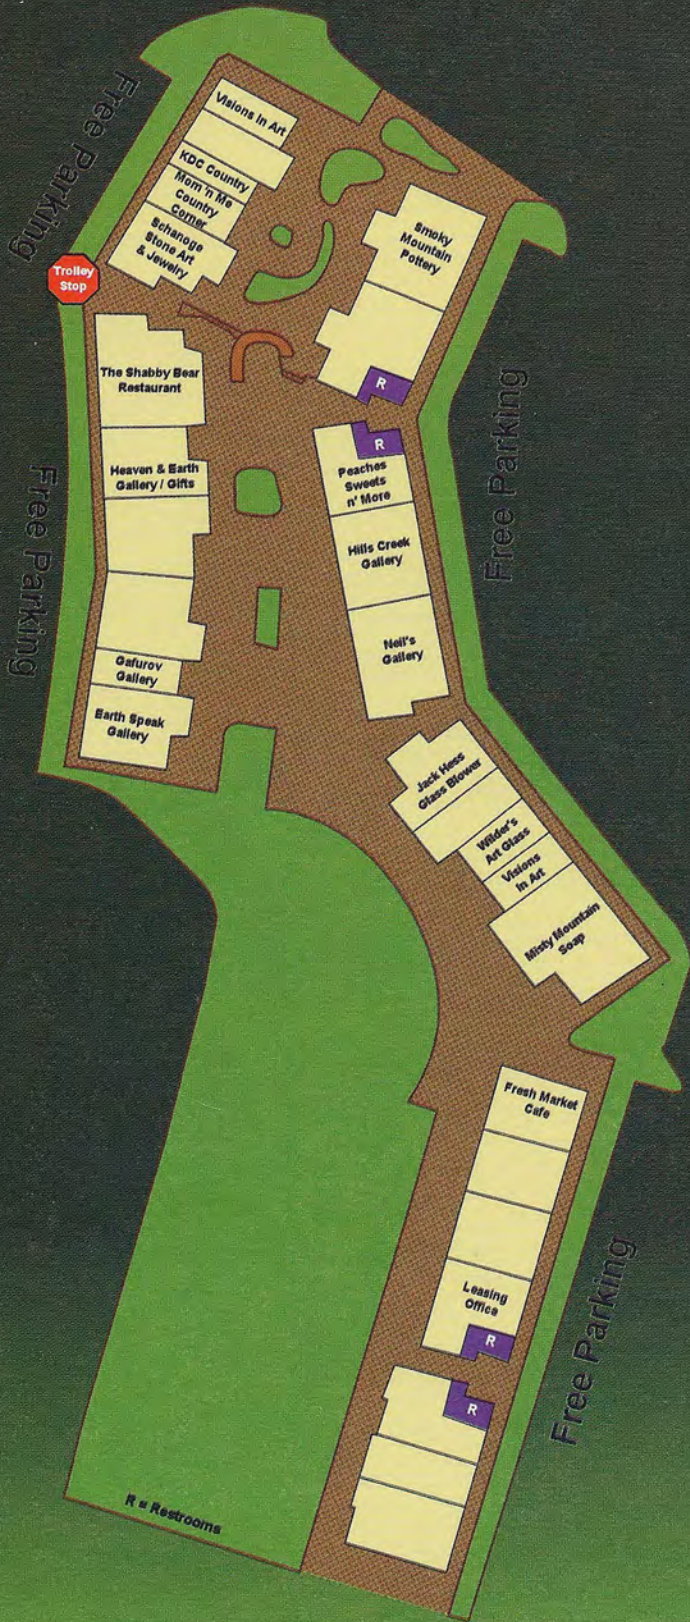 Free Parking
Visions In Art
KDC Country
Mom 'n Me
Country
Corner
Schanoge
Stone Art
& Jewelry
Trolley
Stop
Smoky
Mountain
Pottery
R
The Shabby Bear
Restaurant
Free Parking
R
Peaches
Sweets
n' More
Heaven & Earth
Gallery / Gifts
Free Parking
Hills Creek
Gallery
Neil's
Gallery
Gafurov
Gallery
Earth Speak
Gallery
Jack Hess
Glass Blower
Wilder's
Art Glass
Visions
In Art
Misty Mountain
Soap
Fresh Market
Cafe
Leasing
Office
R
Free Parking
R
R = Restrooms